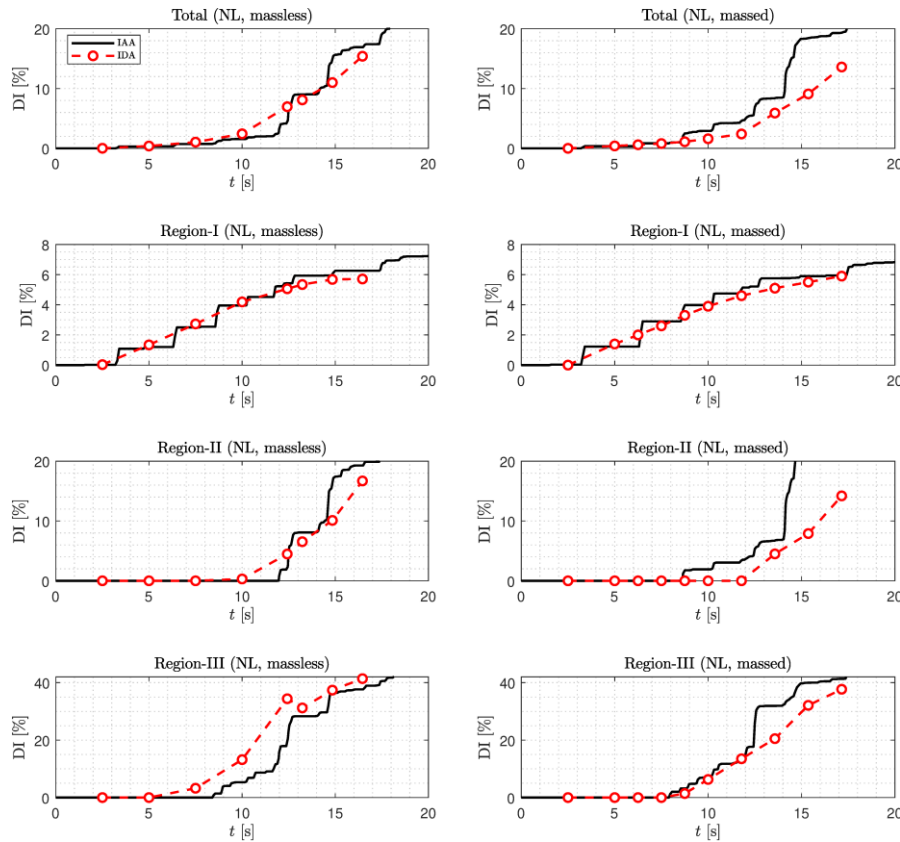 Total (NL, massless)
20
10
0
DI [%]
IAA
IDA
0 5 10 15 20
t [s]
Total (NL, massed)
20
10
0
DI [%]
0 5 10 15 20
t [s]
Region-I (NL, massless)
8
6
4
2
0
DI [%]
0 5 10 15 20
t [s]
Region-I (NL, massed)
8
6
4
2
0
DI [%]
0 5 10 15 20
t [s]
Region-II (NL, massless)
20
10
0
DI [%]
0 5 10 15 20
t [s]
Region-II (NL, massed)
20
10
0
DI [%]
0 5 10 15 20
t [s]
Region-III (NL, massless)
40
20
0
DI [%]
0 5 10 15 20
t [s]
Region-III (NL, massed)
40
20
0
DI [%]
0 5 10 15 20
t [s]